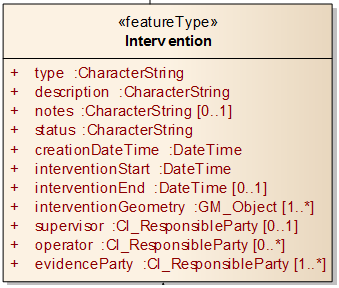 «featureType»
Intervention
+ type :CharacterString
+ description :CharacterString
+ notes :CharacterString [0..1]
+ status :CharacterString
+ creationDateTime :DateTime
+ interventionStart :DateTime
+ interventionEnd :DateTime [0..1]
+ interventionGeometry :GM_Object [1..*]
+ supervisor :CI_ResponsibleParty [0..1]
+ operator :CI_ResponsibleParty [0..*]
+ evidenceParty :CI_ResponsibleParty [1..*]